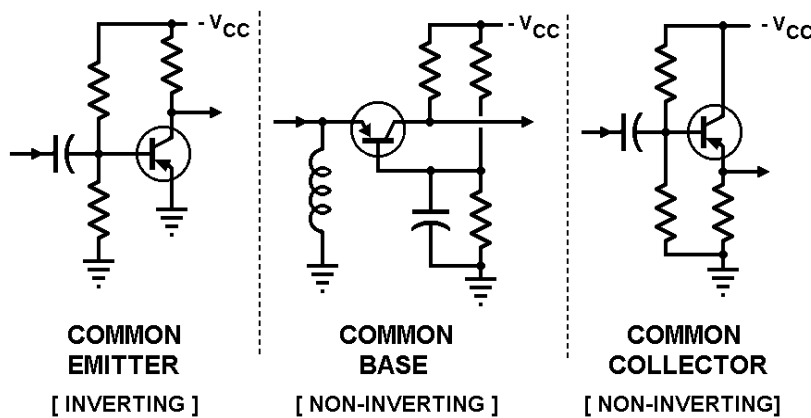 - VCC
- VCC
- VCC
COMMON
EMITTER
[ INVERTING ]
COMMON
BASE
[ NON-INVERTING ]
COMMON
COLLECTOR
[ NON-INVERTING]